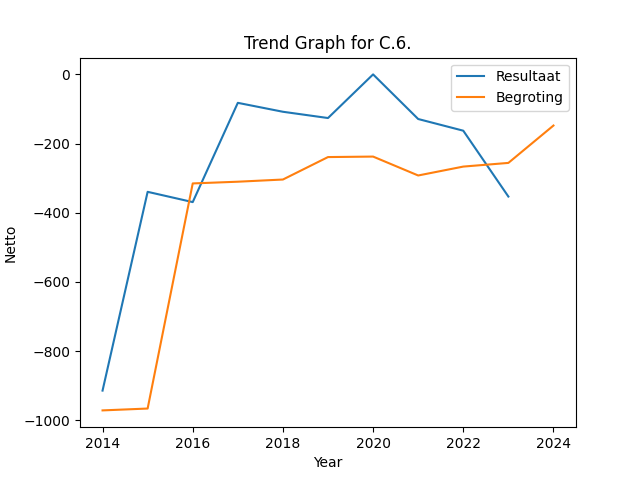 Trend Graph for C.6.
Resultaat
Begroting
Netto
0
−200
−400
−600
−800
−1000
2014
2016
2018
2020
2022
2024
Year